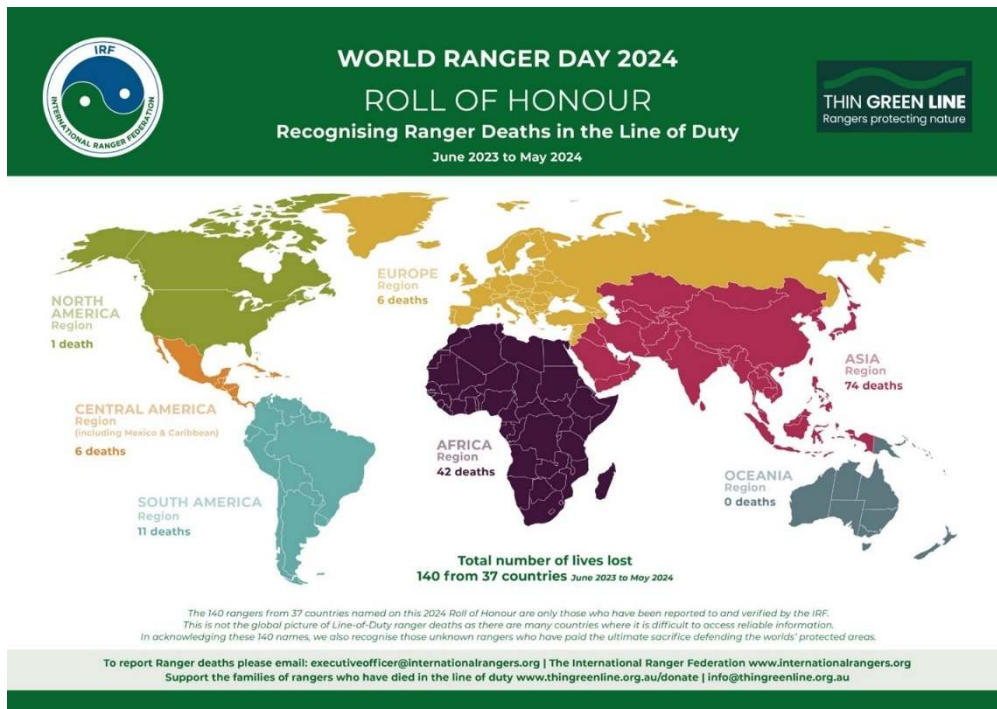 IRF
INTERNATIONAL RANGER FEDERATION
WORLD RANGER DAY 2024
ROLL OF HONOUR
Recognising Ranger Deaths in the Line of Duty
June 2023 to May 2024
THIN GREEN LINE
Rangers protecting nature
NORTH
AMERICA
Region
1 death
EUROPE
Region
6 deaths
ASIA
Region
74 deaths
CENTRAL AMERICA
Region
(including Mexico & Caribbean)
6 deaths
AFRICA
Region
42 deaths
OCEANIA
Region
0 deaths
SOUTH AMERICA
Region
11 deaths
Total number of lives lost
140 from 37 countries June 2023 to May 2024
The 140 rangers from 37 countries named on this 2024 Roll of Honour are only those who have been reported to and verified by the IRF.
This is not the global picture of Line-of-Duty ranger deaths as there are many countries where it is difficult to access reliable information.
In acknowledging these 140 names, we also recognise those unknown rangers who have paid the ultimate sacrifice defending the worlds' protected areas.
To report Ranger deaths please email: executiveofficer@internationalrangers.org | The International Ranger Federation www.internationalrangers.org
Support the families of rangers who have died in the line of duty www.thingreenline.org.au/donate | info@thingreenline.org.au